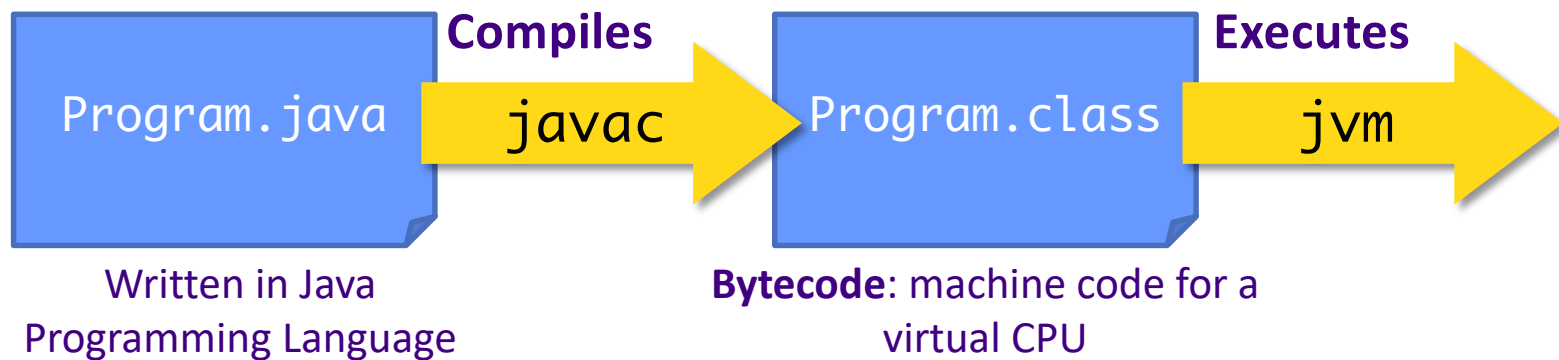 Compiles
Executes
Program.java
javac
Program.class
jvm
Written in Java
Programming Language
Bytecode: machine code for a
virtual CPU